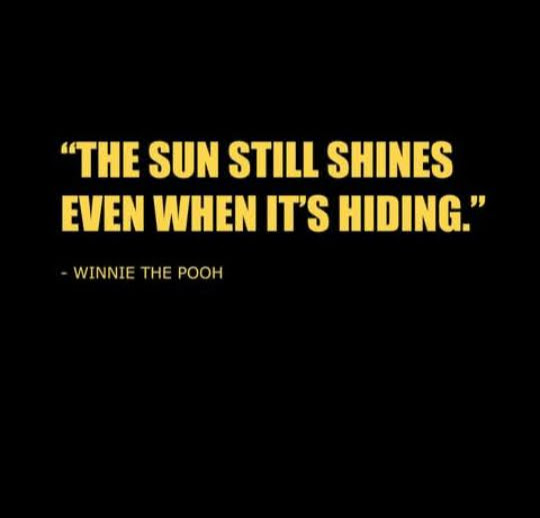 “THE SUN STILL SHINES
EVEN WHEN IT’S HIDING.”
- WINNIE THE POOH